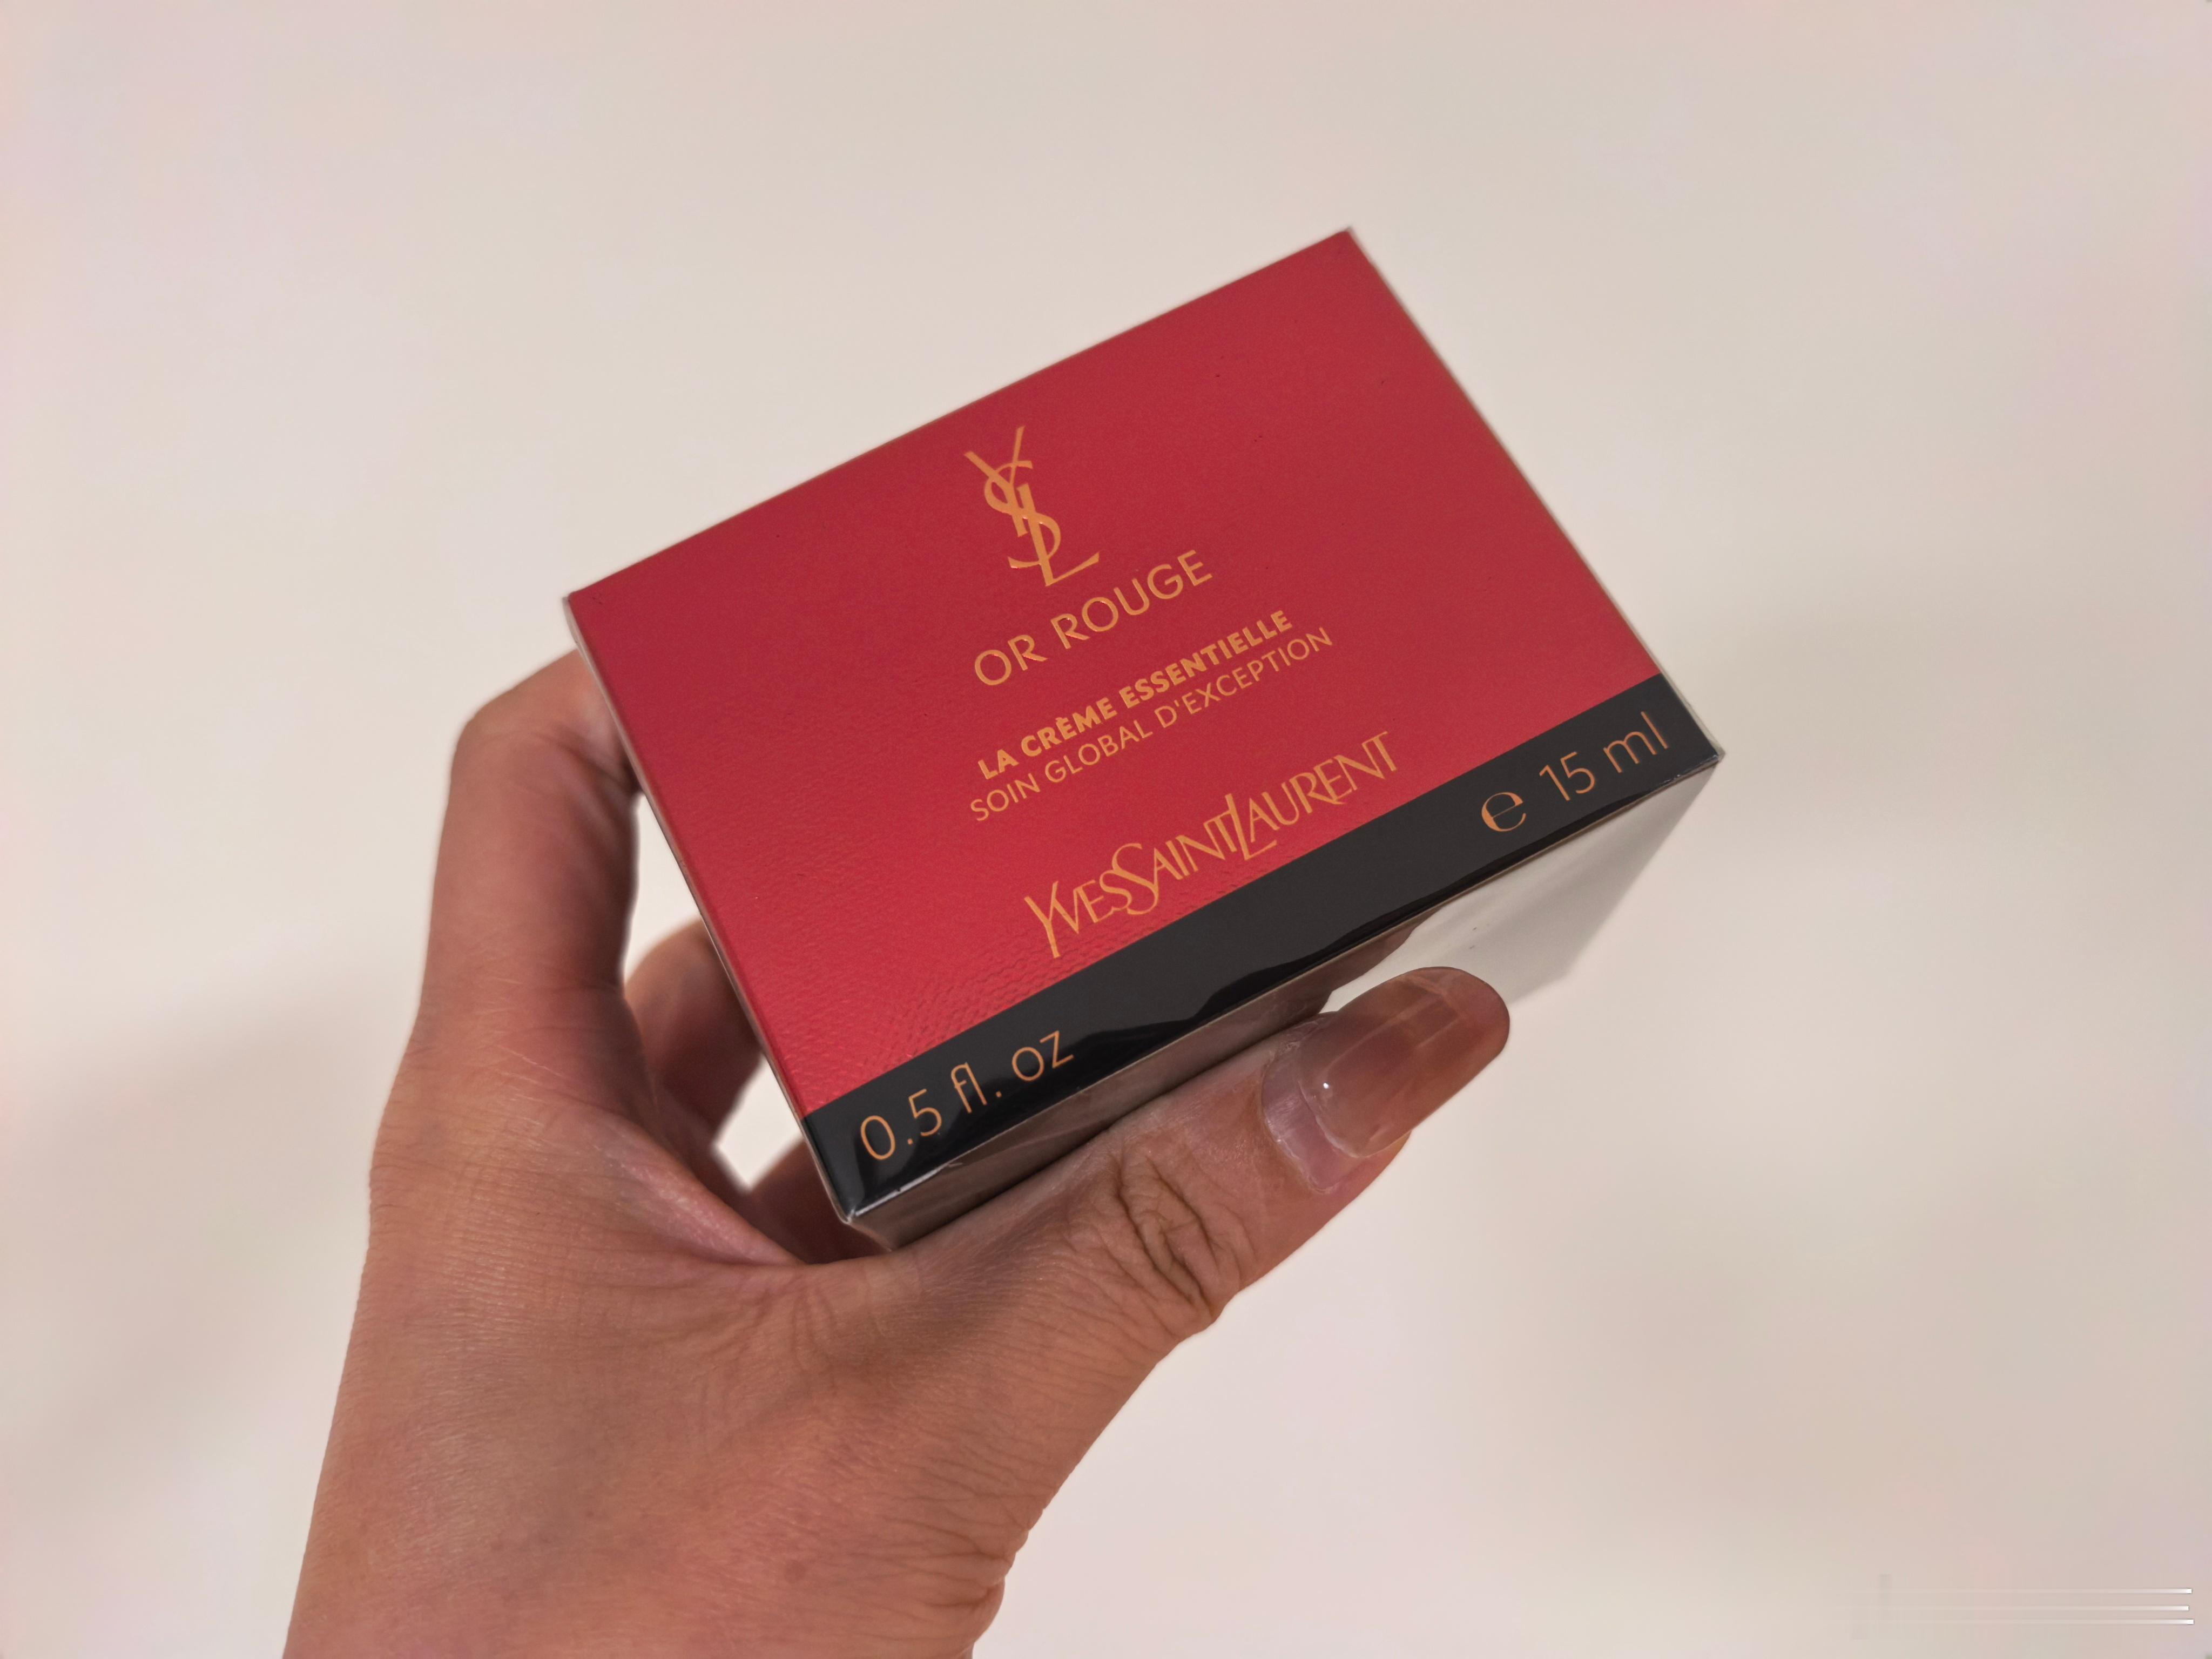 YSL
OR ROUGE
LA CRÈME ESSENTIELLE
SOIN GLOBAL D'EXCEPTION
YVESSAINTLAURENT
0.5 fl. oz ℮ 15 ml